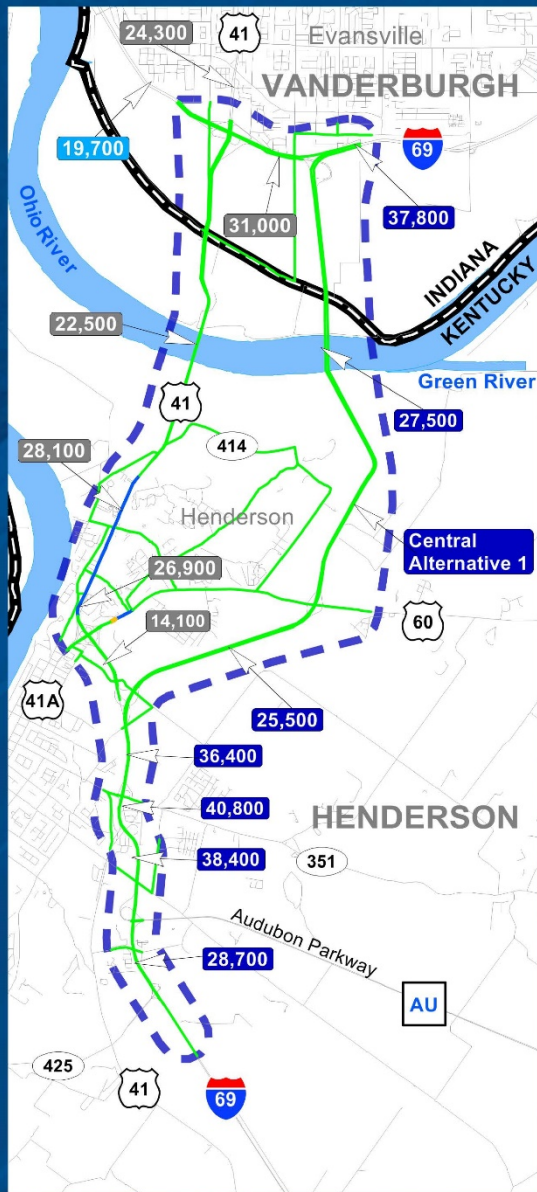 24,300
41
Evansville
VANDERBURGH
19,700
69
31,000
37,800
Ohio River
INDIANA
KENTUCKY
22,500
Green River
41
27,500
28,100
414
Henderson
Central
Alternative 1
26,900
14,100
60
41A
25,500
36,400
40,800
HENDERSON
38,400
351
Audubon Parkway
28,700
AU
425
41
69